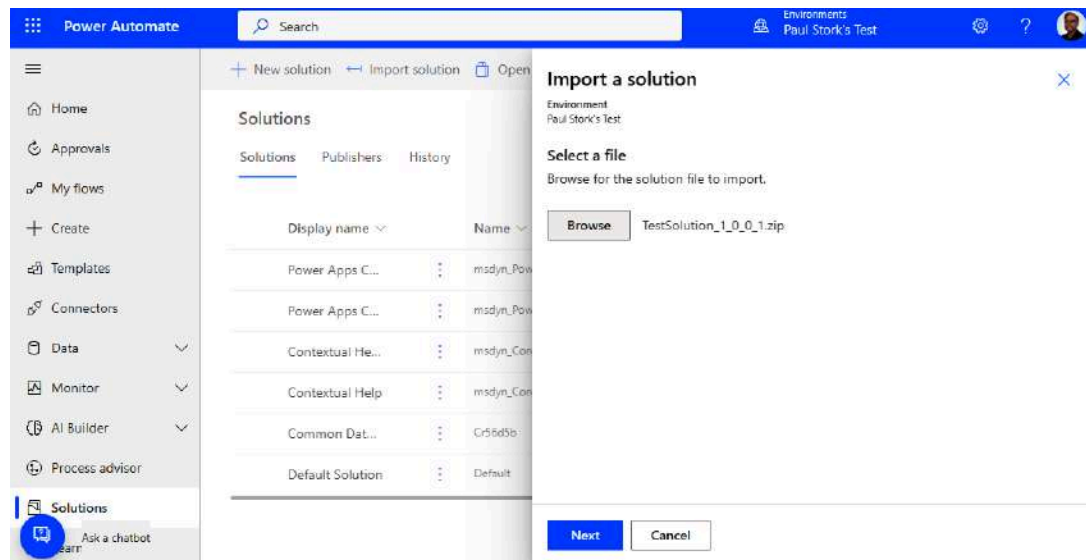 Power Automate
Search
Environments
Paul Stork's Test
?
New solution
Import solution
Open
Home
Approvals
My flows
Create
Templates
Connectors
Data
Monitor
AI Builder
Process advisor
Solutions
Ask a chatbot
earn
Solutions
Solutions Publishers History
Display name Name
Power Apps C... msdyn_Pow
Power Apps C... msdyn_Pow
Contextual He... msdyn_Con
Contextual Help msdyn_Con
Common Dat... Cr56d5b
Default Solution Default
Import a solution
Environment
Paul Stork's Test
Select a file
Browse for the solution file to import.
Browse TestSolution_1_0_0_1.zip
Next Cancel